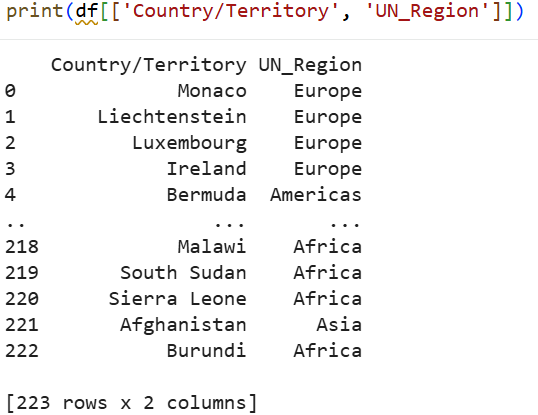 print(df[['Country/Territory', 'UN_Region']])
Country/Territory UN_Region
0 Monaco Europe
1 Liechtenstein Europe
2 Luxembourg Europe
3 Ireland Europe
4 Bermuda Americas
.. ... ...
218 Malawi Africa
219 South Sudan Africa
220 Sierra Leone Africa
221 Afghanistan Asia
222 Burundi Africa
[223 rows x 2 columns]